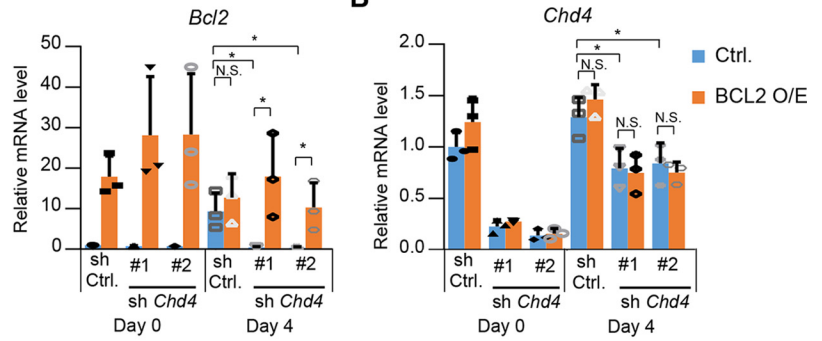 B
Bcl2
Relative mRNA level
50
40
30
20
10
0
*
*
N.S.
*
*
sh
Ctrl.
#1
#2
sh Chd4
Day 0
sh
Ctrl.
#1
#2
sh Chd4
Day 4
Chd4
Relative mRNA level
2.0
1.5
1.0
0.5
0.0
*
*
N.S.
N.S.
N.S.
sh
Ctrl.
#1
#2
sh Chd4
Day 0
sh
Ctrl.
#1
#2
sh Chd4
Day 4
Ctrl.
BCL2 O/E